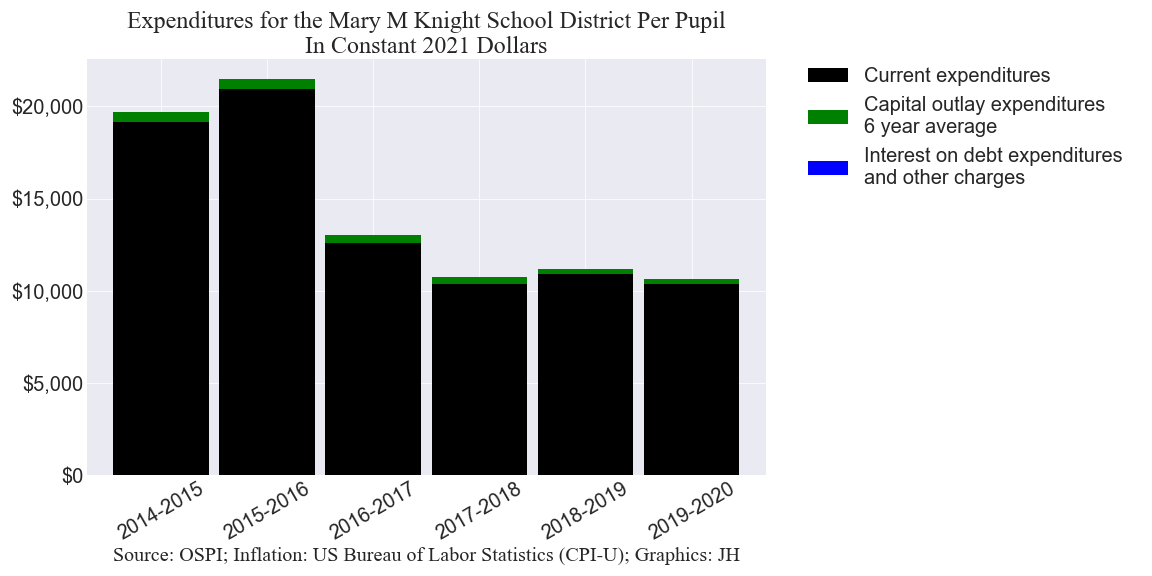 Expenditures for the Mary M Knight School District Per Pupil
In Constant 2021 Dollars
Current expenditures
Capital outlay expenditures
6 year average
Interest on debt expenditures
and other charges
$20,000
$15,000
$10,000
$5,000
$0
2014-2015
2015-2016
2016-2017
2017-2018
2018-2019
2019-2020
Source: OSPI; Inflation: US Bureau of Labor Statistics (CPI-U); Graphics: JH